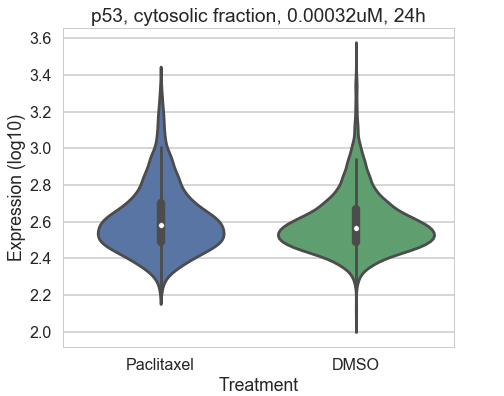 p53, cytosolic fraction, 0.00032uM, 24h
3.6
3.4
3.2
3.0
2.8
2.6
2.4
2.2
2.0
Expression (log10)
Paclitaxel DMSO
Treatment